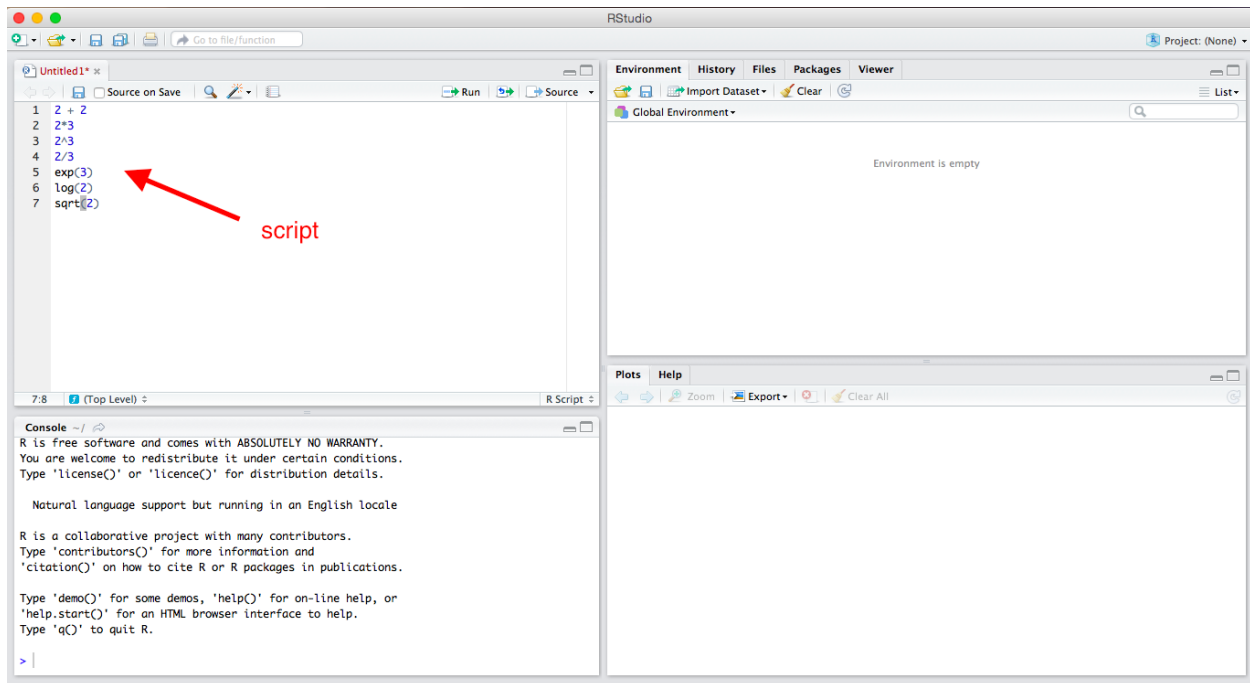 RStudio
Go to file/function
Project: (None)
Untitled1*
Source on Save
Run
Source
1 2 + 2
2 2*3
3 2^3
4 2/3
5 exp(3)
6 log(2)
7 sqrt(2)
script
7:8 (Top Level) R Script
Console ~/
R is free software and comes with ABSOLUTELY NO WARRANTY.
You are welcome to redistribute it under certain conditions.
Type 'license()' or 'licence()' for distribution details.
Natural language support but running in an English locale
R is a collaborative project with many contributors.
Type 'contributors()' for more information and
'citation()' on how to cite R or R packages in publications.
Type 'demo()' for some demos, 'help()' for on-line help, or
'help.start()' for an HTML browser interface to help.
Type 'q()' to quit R.
>
Environment History Files Packages Viewer
Import Dataset Clear List
Global Environment
Environment is empty
Plots Help
Zoom Export Clear All